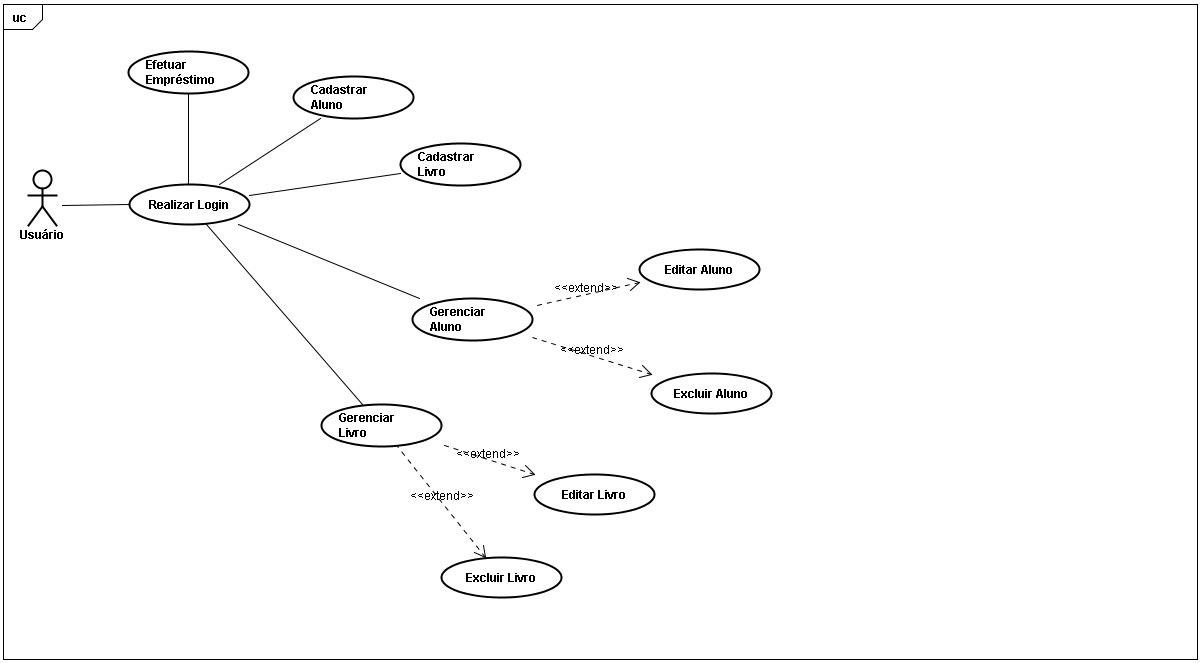 uc
Efetuar
Empréstimo
Cadastrar
Aluno
Cadastrar
Livro
Realizar Login
Usuário
Editar Aluno
<<extend>>
Gerenciar
Aluno
<<extend>>
Excluir Aluno
Gerenciar
Livro
<<extend>>
Editar Livro
<<extend>>
Excluir Livro